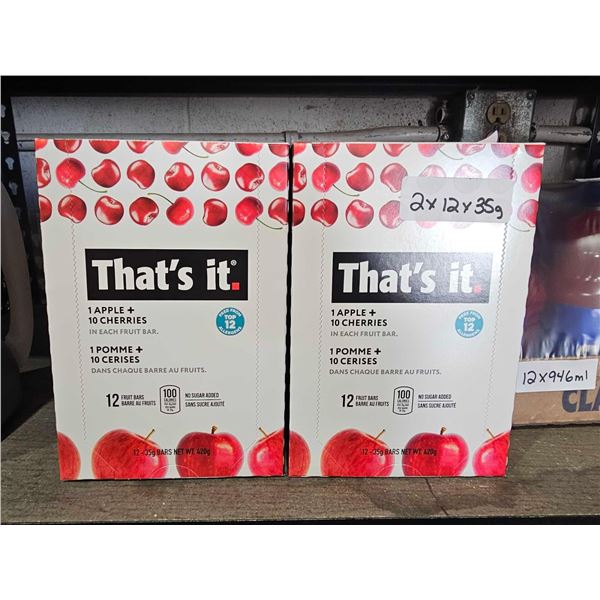 That's it.®
1 APPLE +
10 CHERRIES
IN EACH FRUIT BAR.
1 POMME +
10 CERISES
DANS CHAQUE BARRE AU FRUITS.
FREE FROM
TOP
12
ALLERGENS
12 FRUIT BARS
BARRE AU FRUITS
100
CALORIES
NO SUGAR ADDED
SANS SUCRE AJOUTÉ
12 - 35g BARS NET WT. 420g
2x12x35g
That's it.
1 APPLE +
10 CHERRIES
IN EACH FRUIT BAR.
1 POMME +
10 CERISES
DANS CHAQUE BARRE AU FRUITS.
FREE FROM
TOP
12
ALLERGENS
12 FRUIT BARS
BARRE AU FRUITS
100
CALORIES
NO SUGAR ADDED
SANS SUCRE AJOUTÉ
12 - 35g BARS NET WT. 420g
12x946ml
CLA